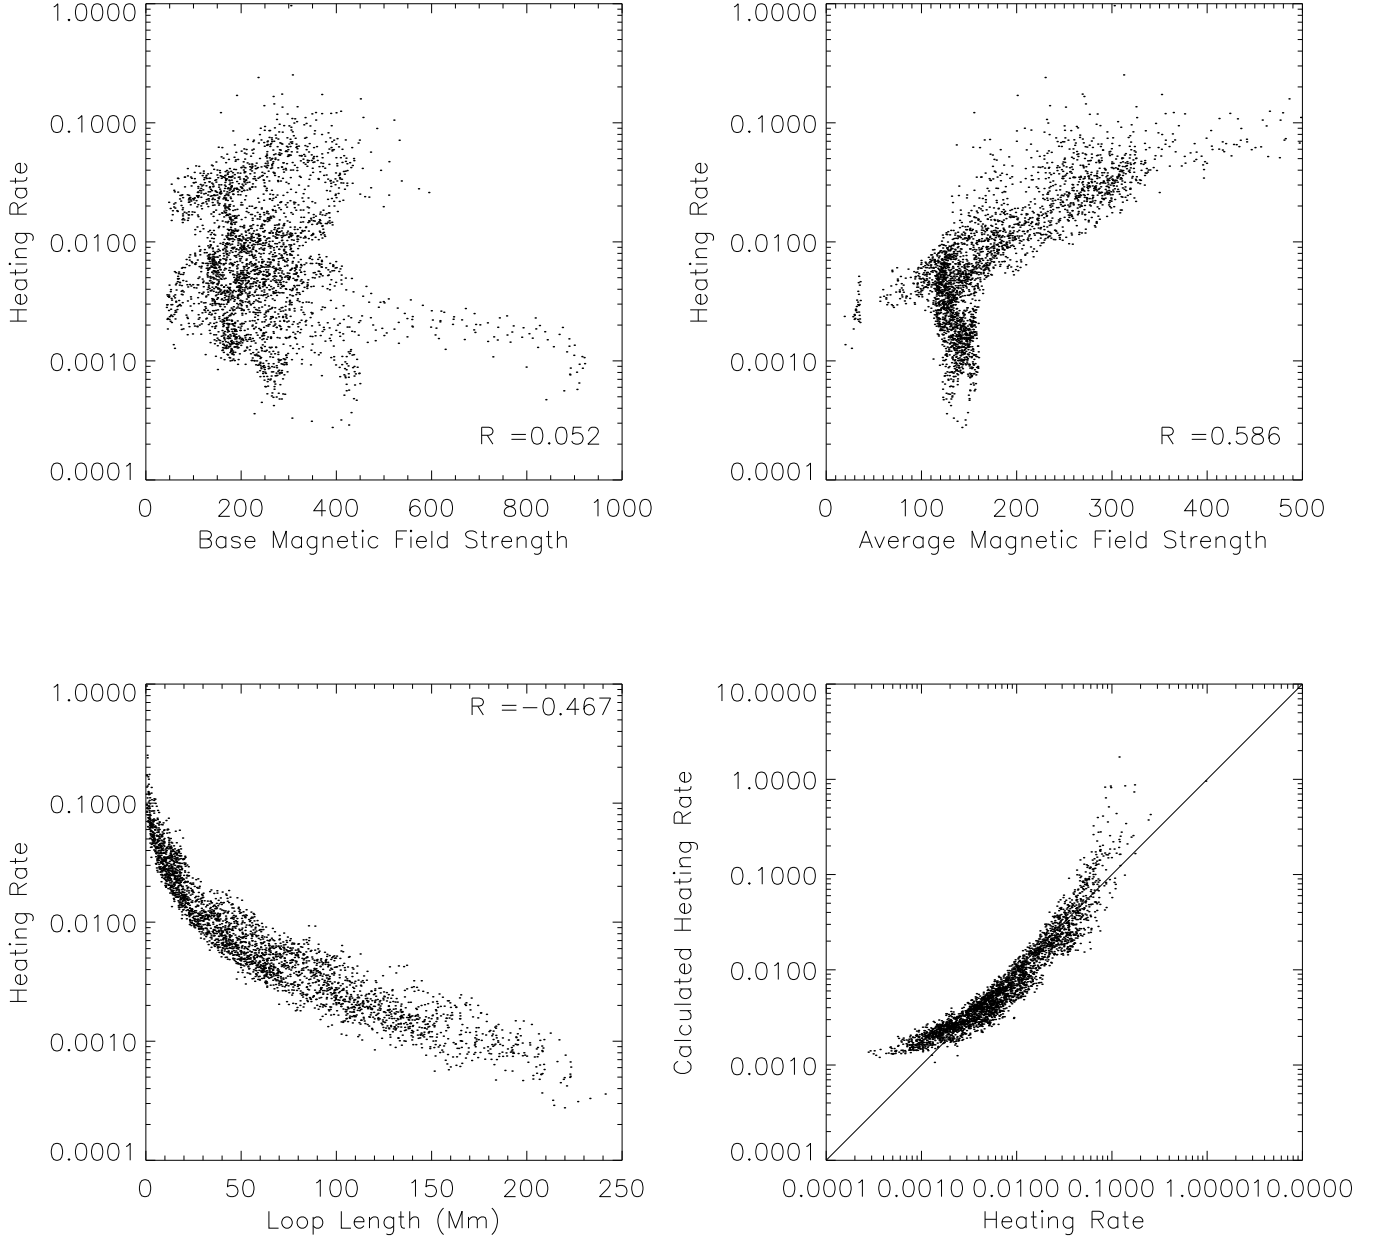 1.0000
0.1000
0.0100
0.0010
0.0001
Heating Rate
R =0.052
0 200 400 600 800 1000
Base Magnetic Field Strength
1.0000
0.1000
0.0100
0.0010
0.0001
Heating Rate
R =0.586
0 100 200 300 400 500
Average Magnetic Field Strength
1.0000
0.1000
0.0100
0.0010
0.0001
Heating Rate
R =−0.467
0 50 100 150 200 250
Loop Length (Mm)
10.0000
1.0000
0.1000
0.0100
0.0010
0.0001
Calculated Heating Rate
0.0001 0.0010 0.0100 0.1000 1.0000 10.0000
Heating Rate